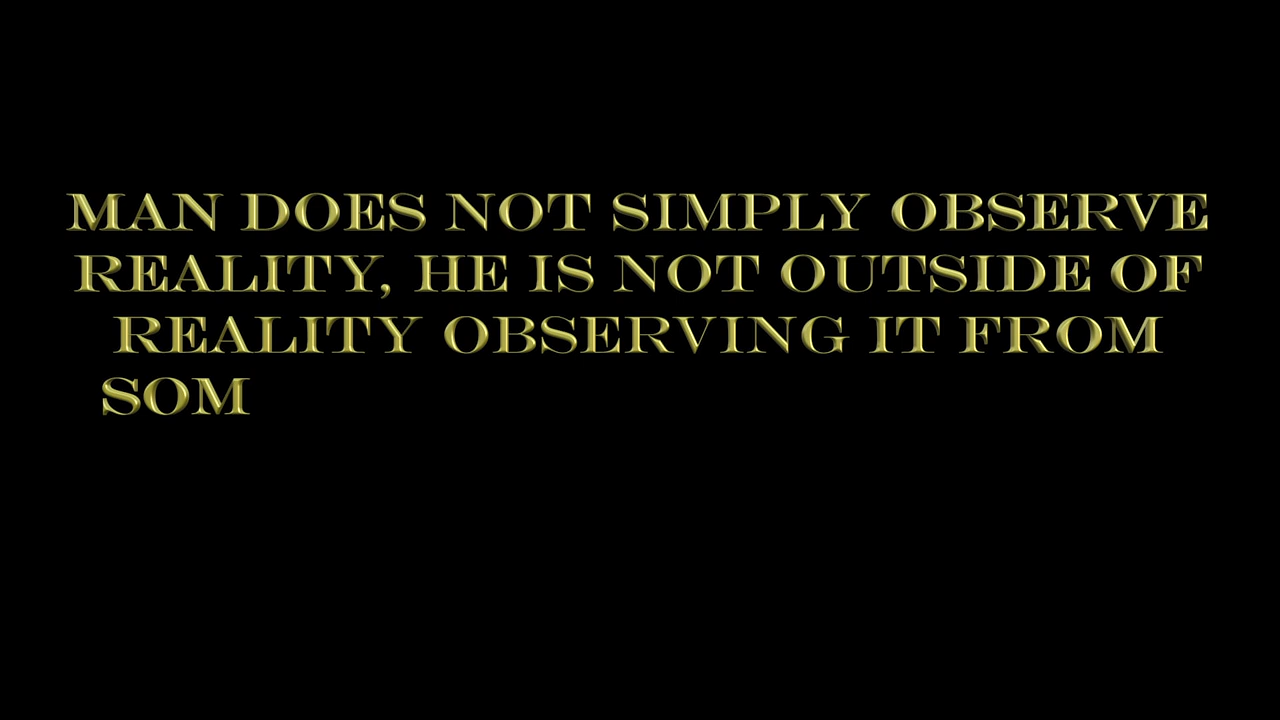 MAN DOES NOT SIMPLY OBSERVE
REALITY, HE IS NOT OUTSIDE OF
REALITY OBSERVING IT FROM
SOM